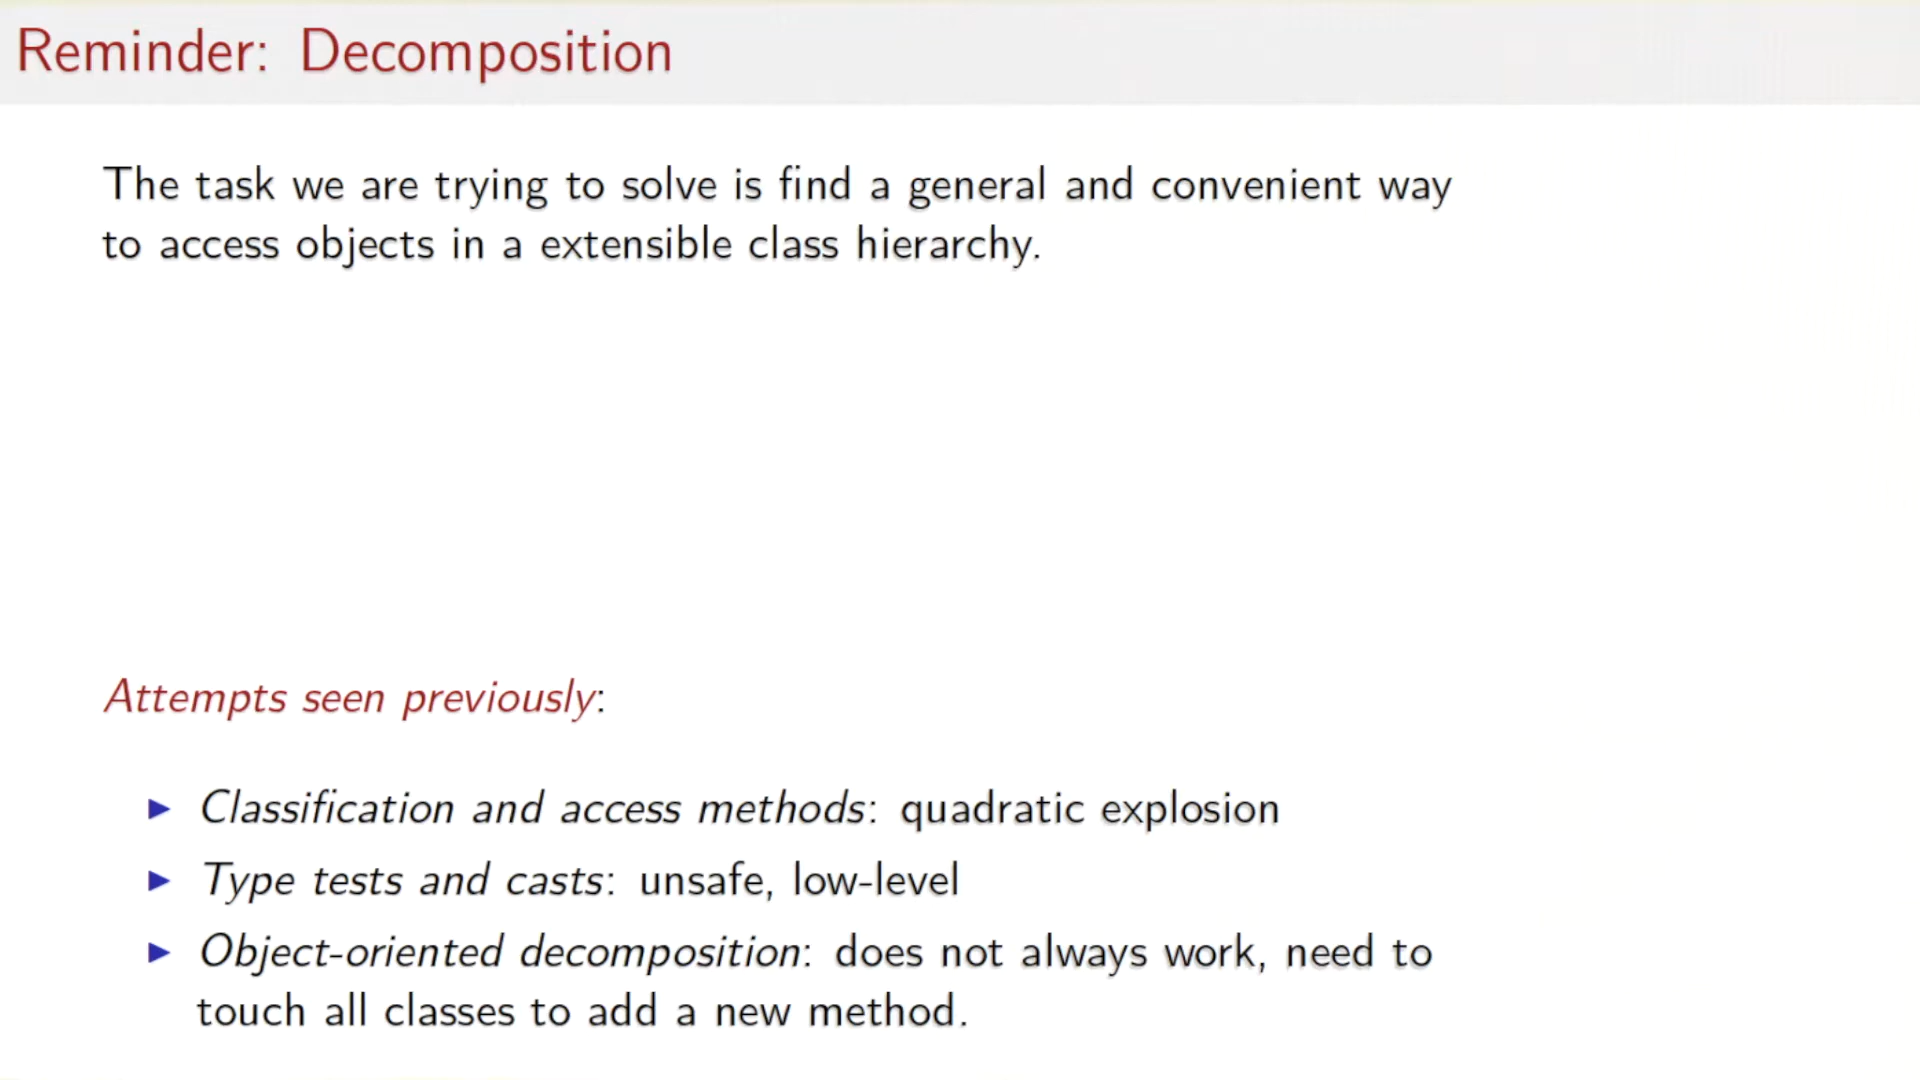 Reminder: Decomposition
The task we are trying to solve is find a general and convenient way
to access objects in a extensible class hierarchy.
Attempts seen previously:
▶ Classification and access methods: quadratic explosion
▶ Type tests and casts: unsafe, low-level
▶ Object-oriented decomposition: does not always work, need to
touch all classes to add a new method.